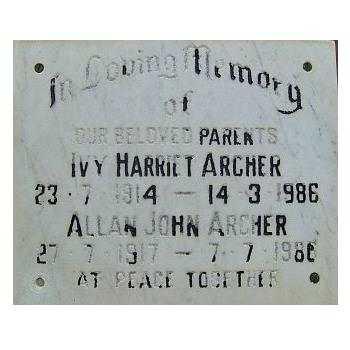 In Loving Memory
of
OUR BELOVED PARENTS
IVY HARRIET ARCHER
23 · 7 · 1914 — 14 · 3 · 1986
ALLAN JOHN ARCHER
27 · 7 · 1917 — 7 · 7 · 1986
AT PEACE TOGETHER